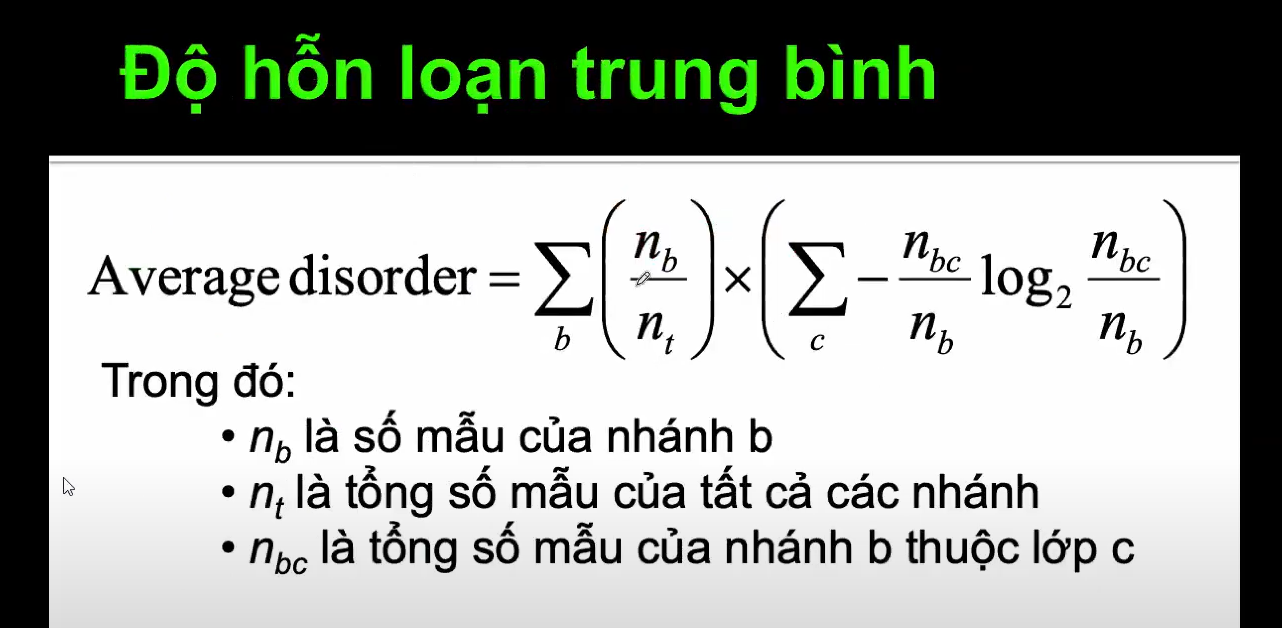 Độ hỗn loạn trung bình
Average disorder = ∑_b (n_b / n_t) × (∑_c − n_bc / n_b log₂ n_bc / n_b)
Trong đó:
• n_b là số mẫu của nhánh b
• n_t là tổng số mẫu của tất cả các nhánh
• n_bc là tổng số mẫu của nhánh b thuộc lớp c